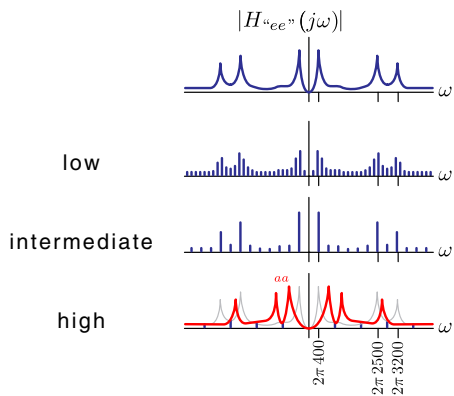 |H"ee"(jω)|
ω
low
ω
intermediate
ω
aa
high
ω
2π 400
2π 2500
2π 3200